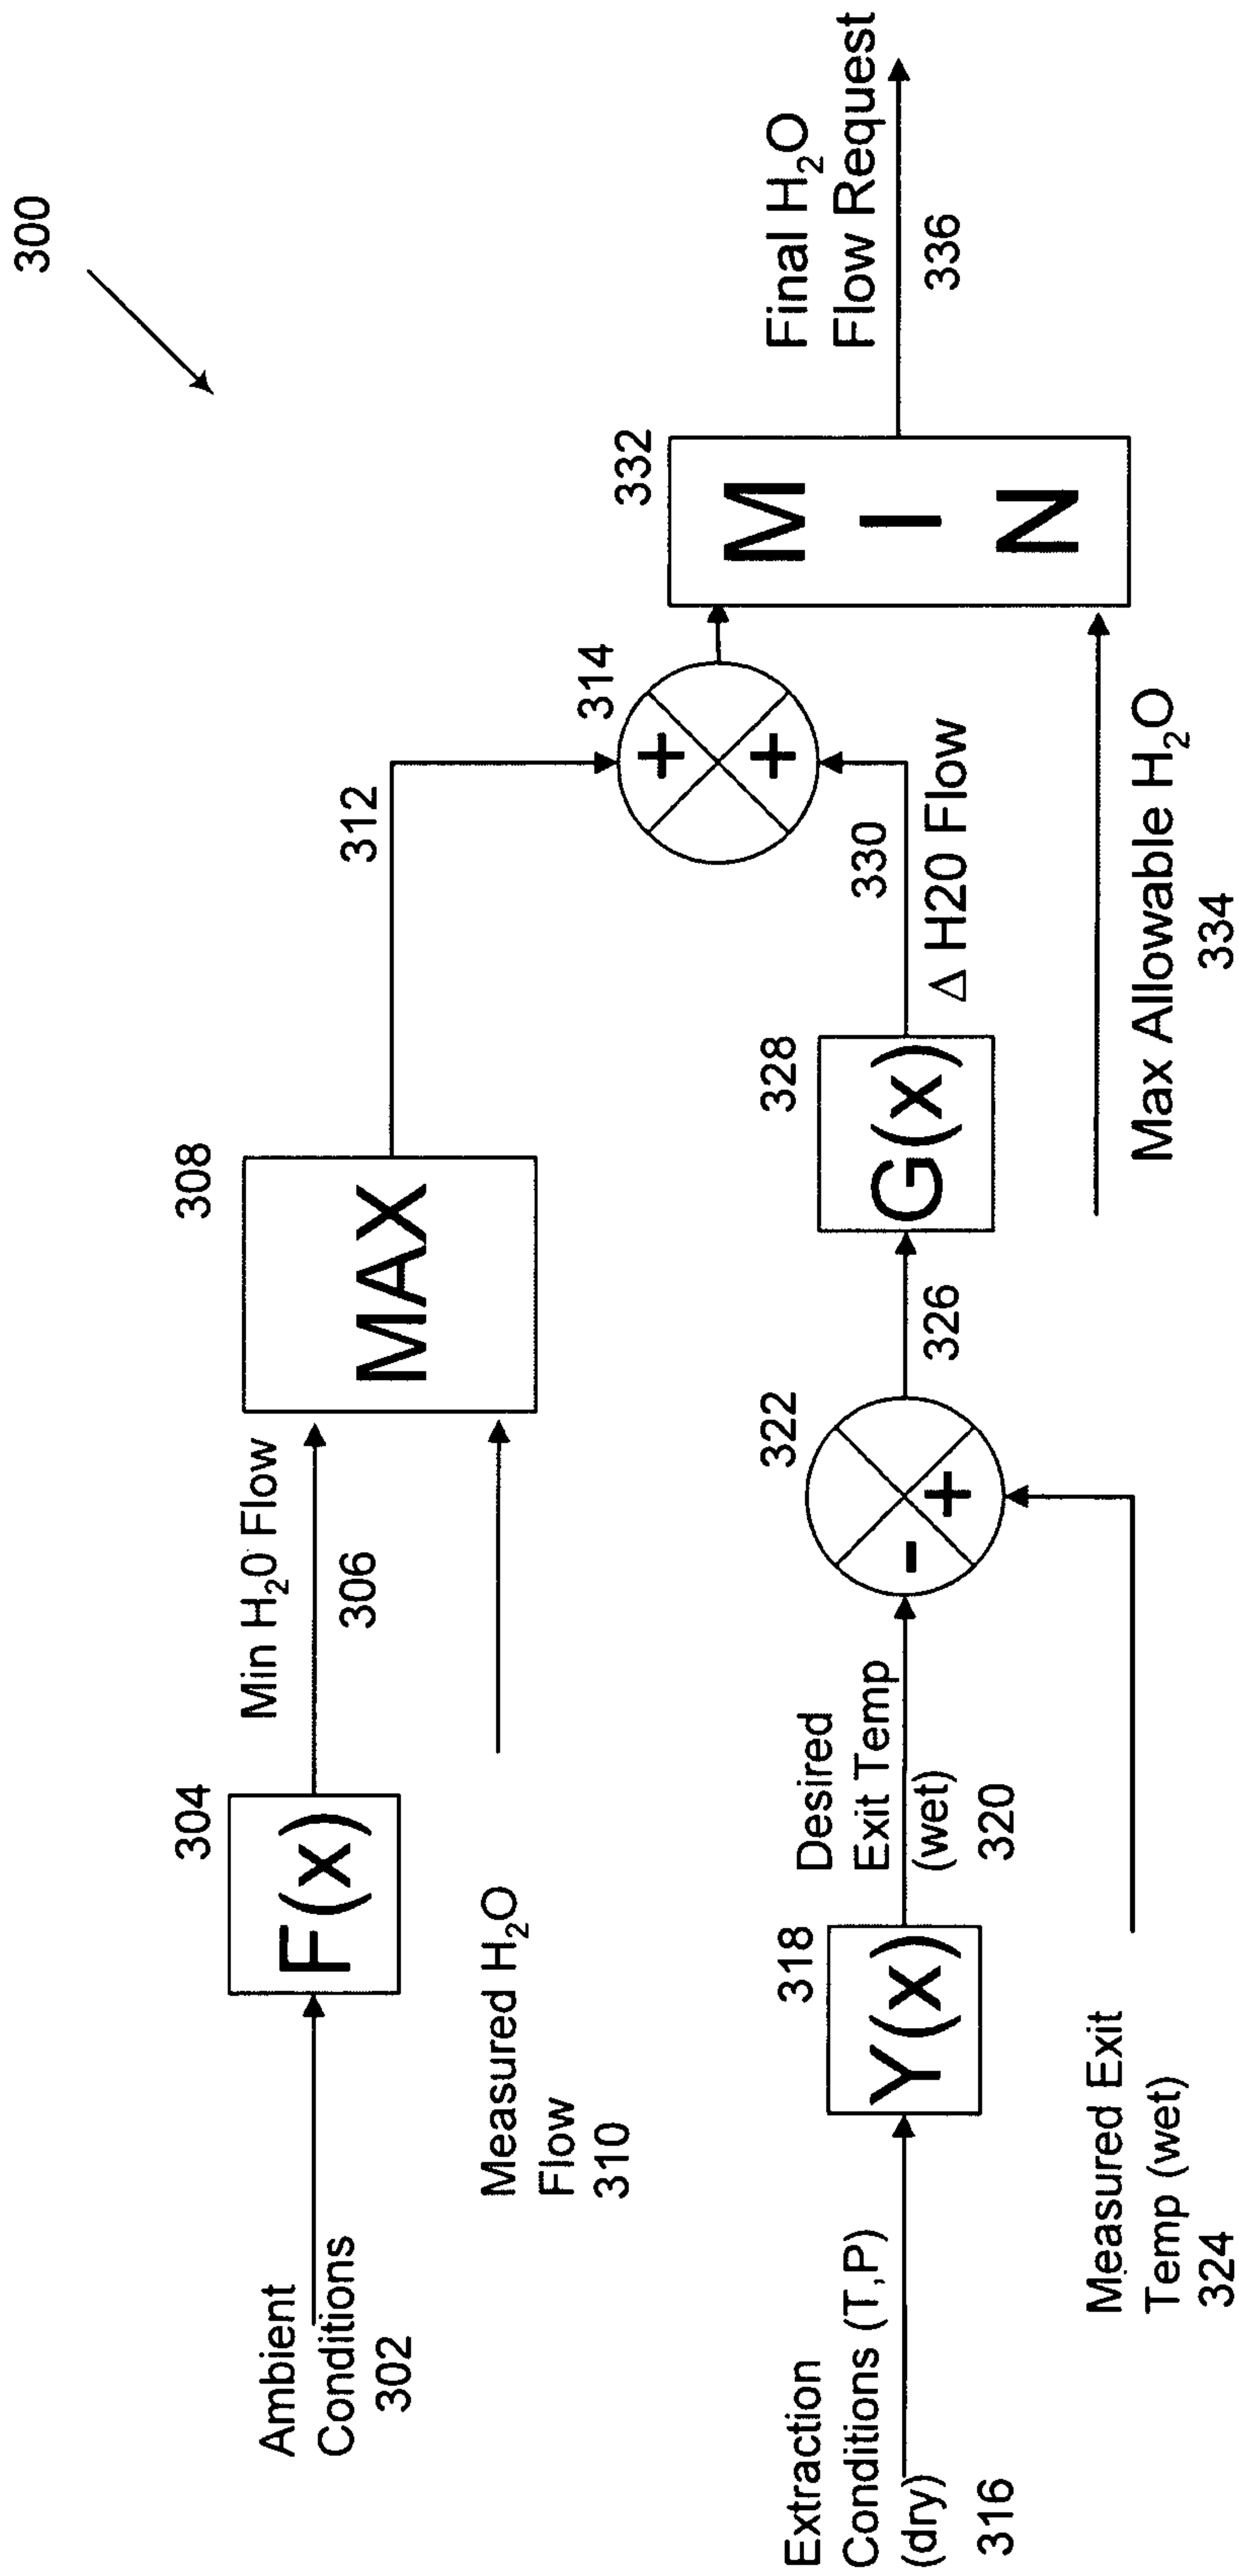 300
Ambient
Conditions
302
304
F(x)
Min H₂0 Flow
306
Measured H₂O
Flow
310
308
MAX
312
314
+
+
Extraction
Conditions (T,P)
(dry)
316
318
Y(x)
Desired
Exit Temp
(wet)
320
322
-
+
Measured Exit
Temp (wet)
324
326
328
G(x)
330
Δ H20 Flow
Max Allowable H₂O
334
332
M
I
N
Final H₂O
Flow Request
336